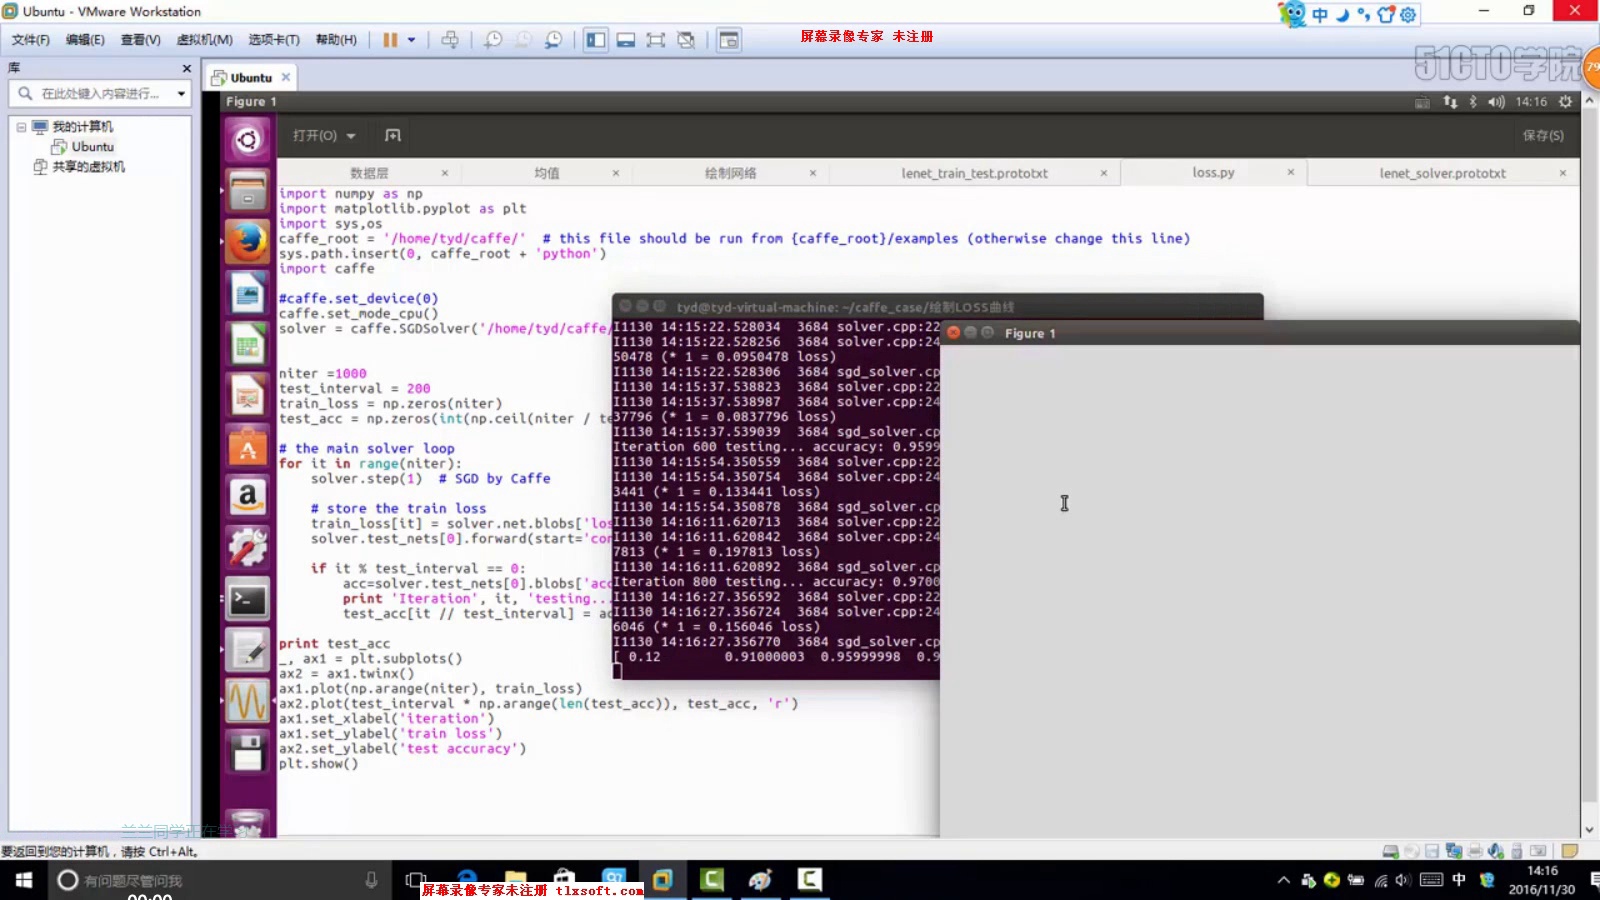 Ubuntu - VMware Workstation
文件(F) 编辑(E) 查看(V) 虚拟机(M) 选项卡(T) 帮助(H)
屏幕录像专家 未注册
中
51CTO学院
79
库
在此处键入内容进行...
我的计算机
Ubuntu
共享的虚拟机
Ubuntu
Figure 1
14:16
打开(O)
保存(S)
数据层 均值 绘制网络 lenet_train_test.prototxt loss.py lenet_solver.prototxt
import numpy as np
import matplotlib.pyplot as plt
import sys,os
caffe_root = '/home/tyd/caffe/'  # this file should be run from {caffe_root}/examples (otherwise change this line)
sys.path.insert(0, caffe_root + 'python')
import caffe
#caffe.set_device(0)
caffe.set_mode_cpu()
solver = caffe.SGDSolver('/home/tyd/caffe/
niter =1000
test_interval = 200
train_loss = np.zeros(niter)
test_acc = np.zeros(int(np.ceil(niter / te
# the main solver loop
for it in range(niter):
solver.step(1)  # SGD by Caffe
# store the train loss
train_loss[it] = solver.net.blobs['los
solver.test_nets[0].forward(start='con
if it % test_interval == 0:
acc=solver.test_nets[0].blobs['acc
print 'Iteration', it, 'testing...
test_acc[it // test_interval] = ac
print test_acc
_, ax1 = plt.subplots()
ax2 = ax1.twinx()
ax1.plot(np.arange(niter), train_loss)
ax2.plot(test_interval * np.arange(len(test_acc)), test_acc, 'r')
ax1.set_xlabel('iteration')
ax1.set_ylabel('train loss')
ax2.set_ylabel('test accuracy')
plt.show()
tyd@tyd-virtual-machine: ~/caffe_case/绘制LOSS曲线
I1130 14:15:22.528034  3684 solver.cpp:22
I1130 14:15:22.528256  3684 solver.cpp:24
50478 (* 1 = 0.0950478 loss)
I1130 14:15:22.528306  3684 sgd_solver.cp
I1130 14:15:37.538823  3684 solver.cpp:22
I1130 14:15:37.538987  3684 solver.cpp:24
37796 (* 1 = 0.0837796 loss)
I1130 14:15:37.539039  3684 sgd_solver.cp
Iteration 600 testing... accuracy: 0.9599
I1130 14:15:54.350559  3684 solver.cpp:22
I1130 14:15:54.350754  3684 solver.cpp:24
3441 (* 1 = 0.133441 loss)
I1130 14:15:54.350878  3684 sgd_solver.cp
I1130 14:16:11.620713  3684 solver.cpp:22
I1130 14:16:11.620842  3684 solver.cpp:24
7813 (* 1 = 0.197813 loss)
I1130 14:16:11.620892  3684 sgd_solver.cp
Iteration 800 testing... accuracy: 0.9700
I1130 14:16:27.356592  3684 solver.cpp:22
I1130 14:16:27.356724  3684 solver.cpp:24
6046 (* 1 = 0.156046 loss)
I1130 14:16:27.356770  3684 sgd_solver.cp
[ 0.12        0.91000003  0.95999998  0.9
Figure 1
兰兰同学正在学
要返回到您的计算机，请按 Ctrl+Alt。
有问题尽管问我
屏幕录像专家未注册 tlxsoft.com
中
14:16
2016/11/30
00:00